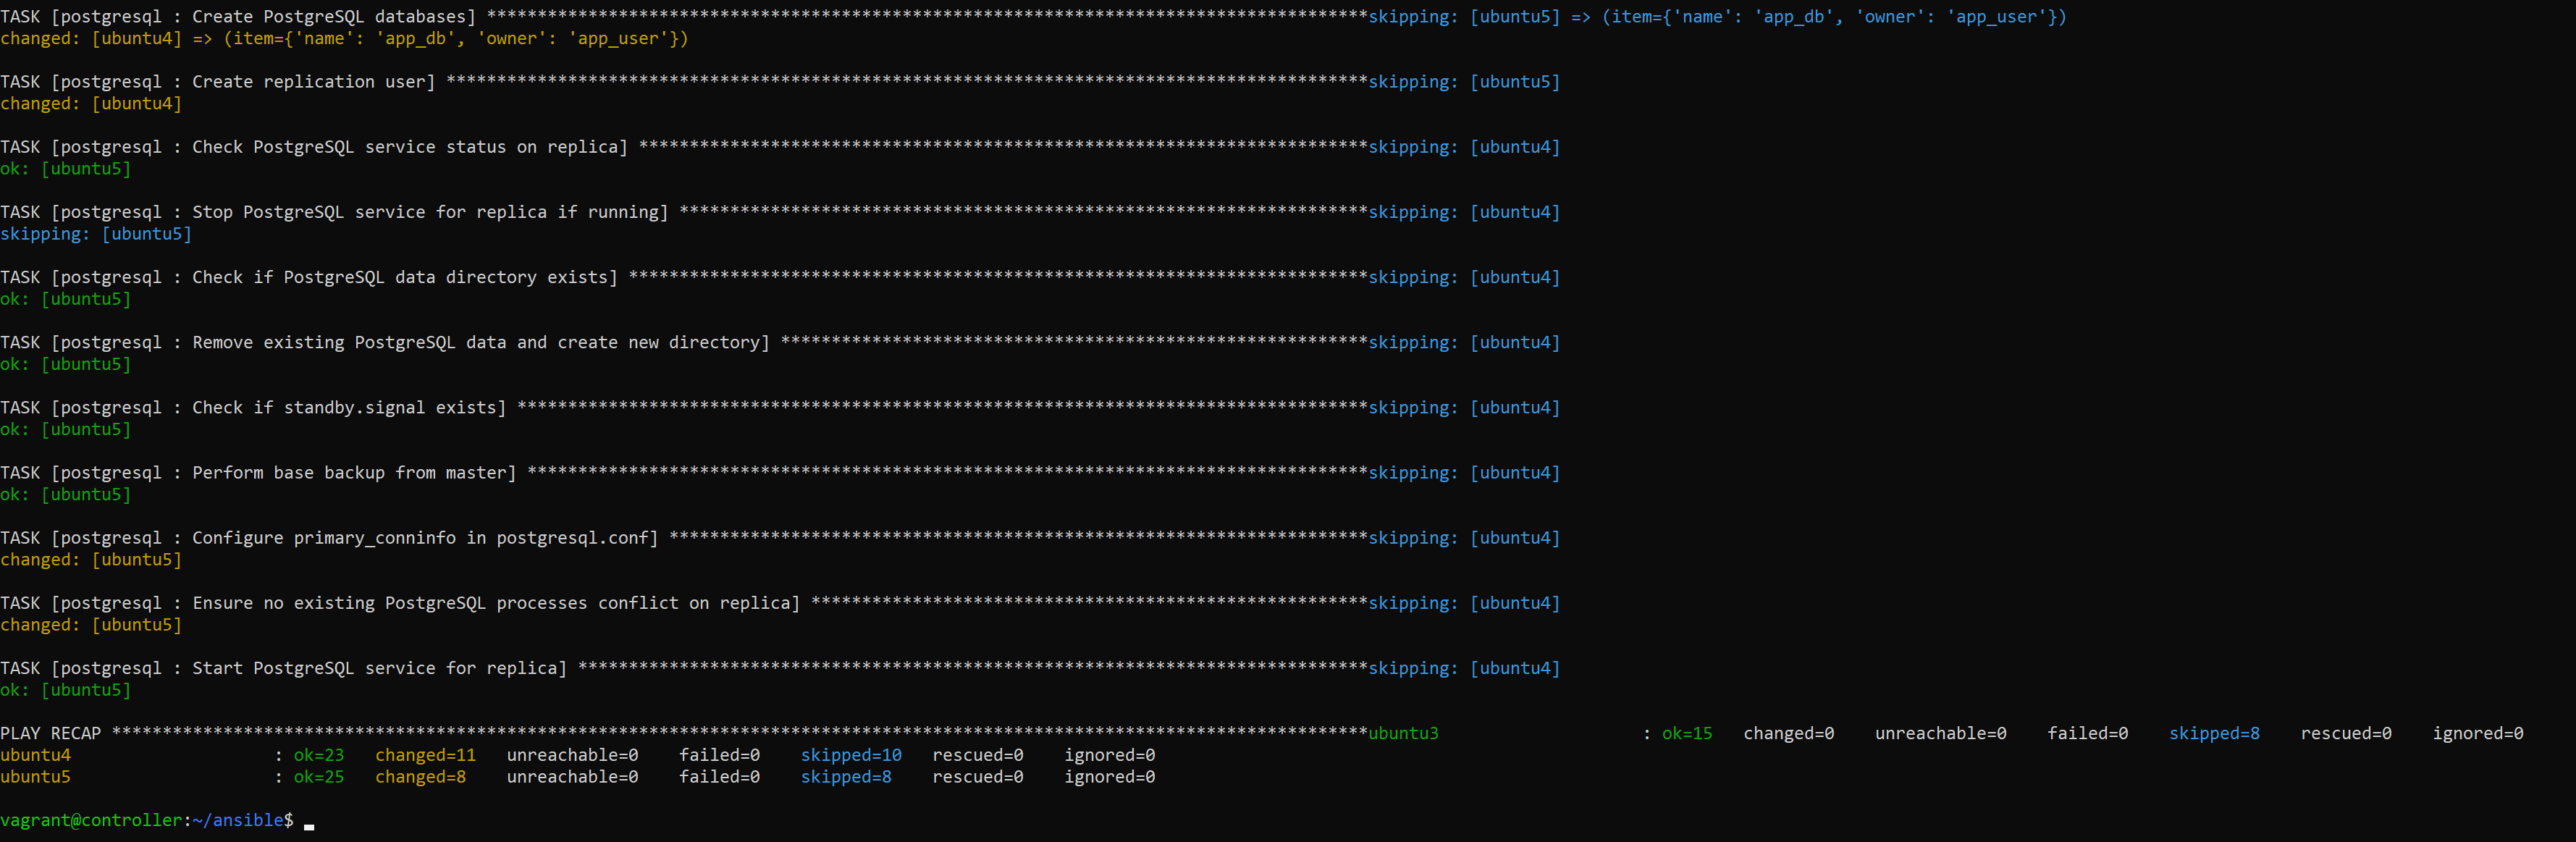 TASK [postgresql : Create PostgreSQL databases] ***************************************************************************************skipping: [ubuntu5] => (item={'name': 'app_db', 'owner': 'app_user'})
changed: [ubuntu4] => (item={'name': 'app_db', 'owner': 'app_user'})
TASK [postgresql : Create replication user] *******************************************************************************************skipping: [ubuntu5]
changed: [ubuntu4]
TASK [postgresql : Check PostgreSQL service status on replica] ************************************************************************skipping: [ubuntu4]
ok: [ubuntu5]
TASK [postgresql : Stop PostgreSQL service for replica if running] ********************************************************************skipping: [ubuntu4]
skipping: [ubuntu5]
TASK [postgresql : Check if PostgreSQL data directory exists] *************************************************************************skipping: [ubuntu4]
ok: [ubuntu5]
TASK [postgresql : Remove existing PostgreSQL data and create new directory] **********************************************************skipping: [ubuntu4]
ok: [ubuntu5]
TASK [postgresql : Check if standby.signal exists] ************************************************************************************skipping: [ubuntu4]
ok: [ubuntu5]
TASK [postgresql : Perform base backup from master] ***********************************************************************************skipping: [ubuntu4]
ok: [ubuntu5]
TASK [postgresql : Configure primary_conninfo in postgresql.conf] *********************************************************************skipping: [ubuntu4]
changed: [ubuntu5]
TASK [postgresql : Ensure no existing PostgreSQL processes conflict on replica] *******************************************************skipping: [ubuntu4]
changed: [ubuntu5]
TASK [postgresql : Start PostgreSQL service for replica] ******************************************************************************skipping: [ubuntu4]
ok: [ubuntu5]
PLAY RECAP ****************************************************************************************************************************ubuntu3                    : ok=15   changed=0    unreachable=0    failed=0    skipped=8    rescued=0    ignored=0
ubuntu4                    : ok=23   changed=11   unreachable=0    failed=0    skipped=10   rescued=0    ignored=0
ubuntu5                    : ok=25   changed=8    unreachable=0    failed=0    skipped=8    rescued=0    ignored=0
vagrant@controller:~/ansible$